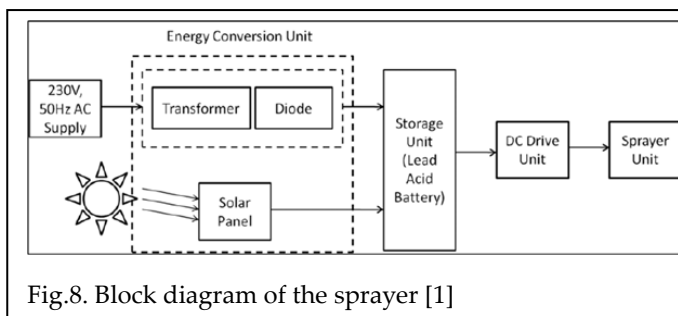 Energy Conversion Unit
230V,
50Hz AC
Supply
Transformer
Diode
Solar
Panel
Storage
Unit
(Lead
Acid
Battery)
DC Drive
Unit
Sprayer
Unit
Fig.8. Block diagram of the sprayer [1]